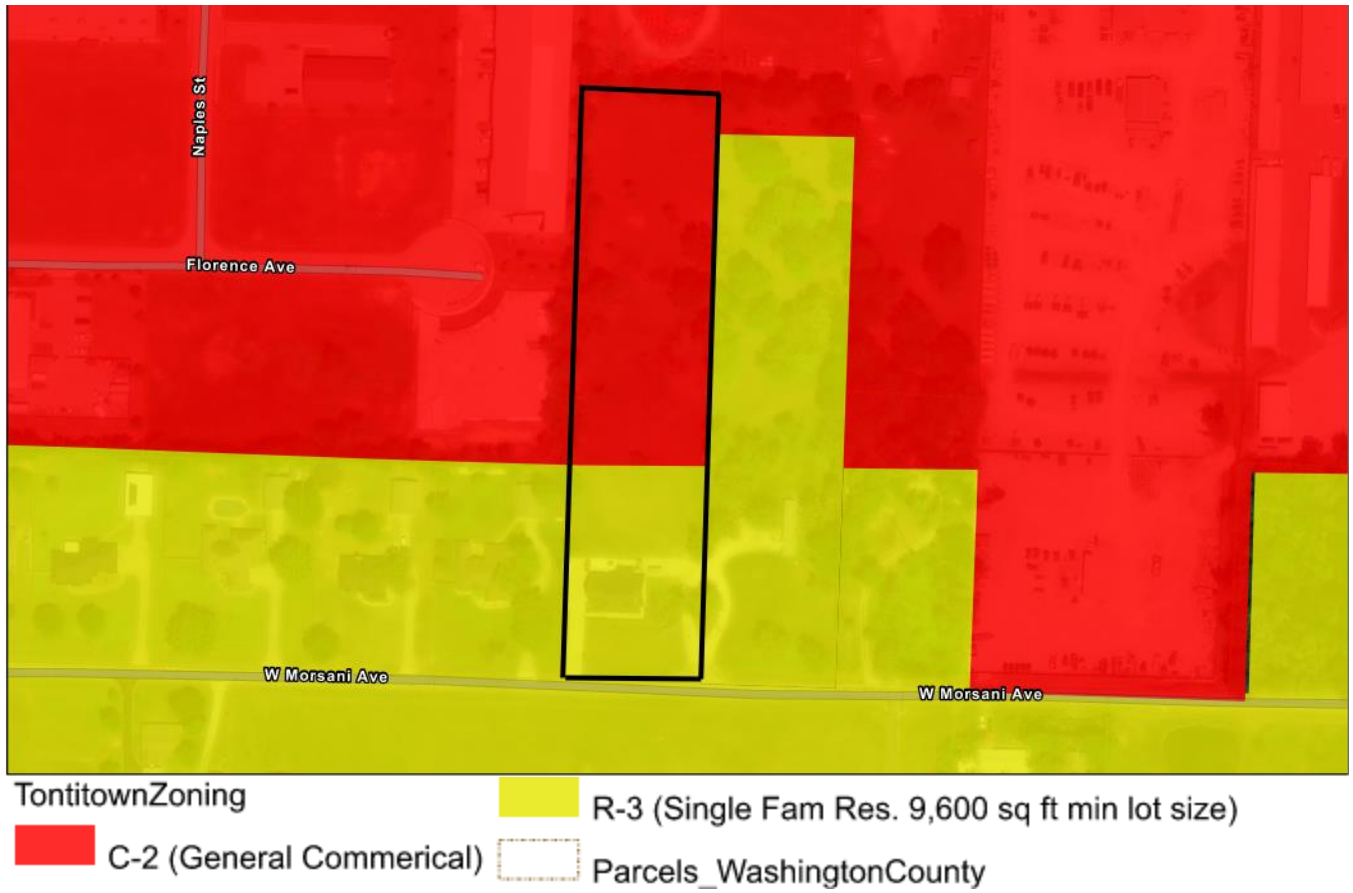 Naples St
Florence Ave
W Morsani Ave
W Morsani Ave
TontitownZoning
R-3 (Single Fam Res. 9,600 sq ft min lot size)
C-2 (General Commerical)
Parcels_WashingtonCounty